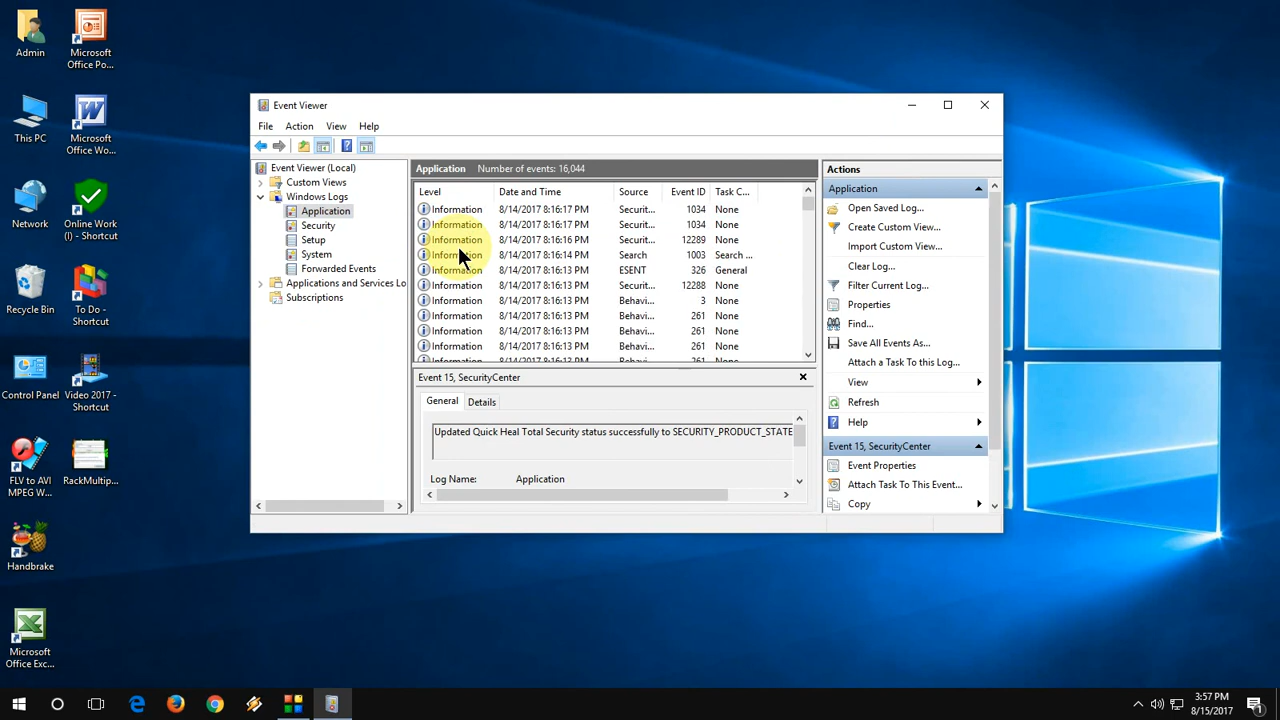 Admin
Microsoft
Office Po...
This PC
Microsoft
Office Wo...
Network
Online Work
(I) - Shortcut
Recycle Bin
To Do -
Shortcut
Control Panel
Video 2017 -
Shortcut
FLV to AVI
MPEG W...
RackMultip...
Handbrake
Microsoft
Office Exc...
Event Viewer
File Action View Help
Event Viewer (Local)
Custom Views
Windows Logs
Application
Security
Setup
System
Forwarded Events
Applications and Services Lo
Subscriptions
Application Number of events: 16,044
Level Date and Time Source Event ID Task C...
Information 8/14/2017 8:16:17 PM Securit... 1034 None
Information 8/14/2017 8:16:17 PM Securit... 1034 None
Information 8/14/2017 8:16:16 PM Securit... 12289 None
Information 8/14/2017 8:16:14 PM Search 1003 Search ...
Information 8/14/2017 8:16:13 PM ESENT 326 General
Information 8/14/2017 8:16:13 PM Securit... 12288 None
Information 8/14/2017 8:16:13 PM Behavi... 3 None
Information 8/14/2017 8:16:13 PM Behavi... 261 None
Information 8/14/2017 8:16:13 PM Behavi... 261 None
Information 8/14/2017 8:16:13 PM Behavi... 261 None
Information 8/14/2017 8:16:13 PM Behavi... 261 None
Event 15, SecurityCenter
General Details
Updated Quick Heal Total Security status successfully to SECURITY_PRODUCT_STATE
Log Name: Application
Actions
Application
Open Saved Log...
Create Custom View...
Import Custom View...
Clear Log...
Filter Current Log...
Properties
Find...
Save All Events As...
Attach a Task To this Log...
View
Refresh
Help
Event 15, SecurityCenter
Event Properties
Attach Task To This Event...
Copy
3:57 PM
8/15/2017
1